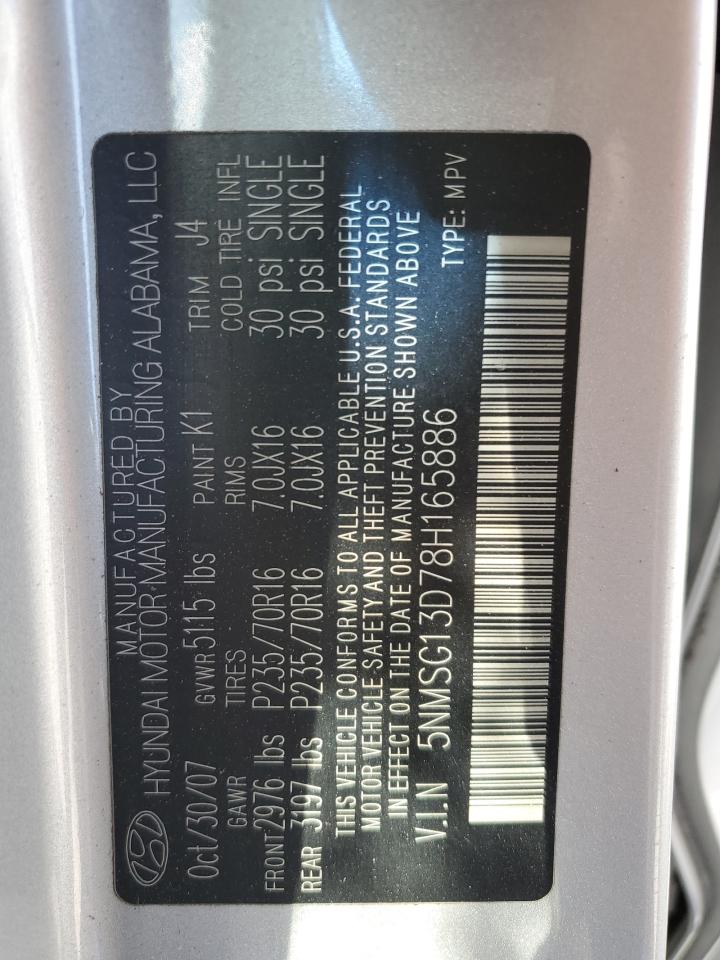 MANUFACTURED BY
HYUNDAI MOTOR MANUFACTURING ALABAMA, LLC
Oct/30/07 GVWR 5115 lbs PAINT K1 TRIM J4
GAWR TIRES RIMS COLD TIRE INFL
FRONT 2976 lbs P235/70R16 7.0JX16 30 psi SINGLE
REAR 3197 lbs P235/70R16 7.0JX16 30 psi SINGLE
THIS VEHICLE CONFORMS TO ALL APPLICABLE U.S.A. FEDERAL
MOTOR VEHICLE SAFETY AND THEFT PREVENTION STANDARDS
IN EFFECT ON THE DATE OF MANUFACTURE SHOWN ABOVE
V.I.N 5NMSG13D78H165886 TYPE: MPV